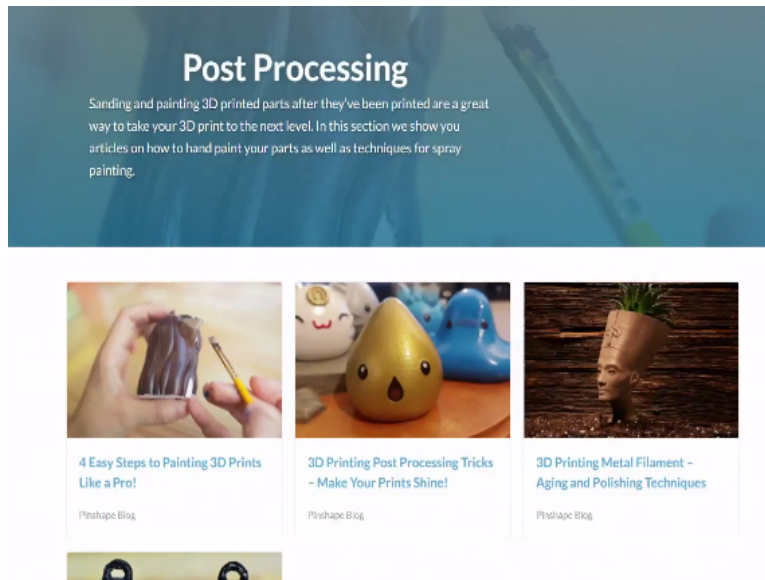 Post Processing
Sanding and painting 3D printed parts after they've been printed are a great
way to take your 3D print to the next level. In this section we show you
articles on how to hand paint your parts as well as techniques for spray
painting.
4 Easy Steps to Painting 3D Prints
Like a Pro!
Pinshape Blog
3D Printing Post Processing Tricks
– Make Your Prints Shine!
Pinshape Blog
3D Printing Metal Filament –
Aging and Polishing Techniques
Pinshape Blog